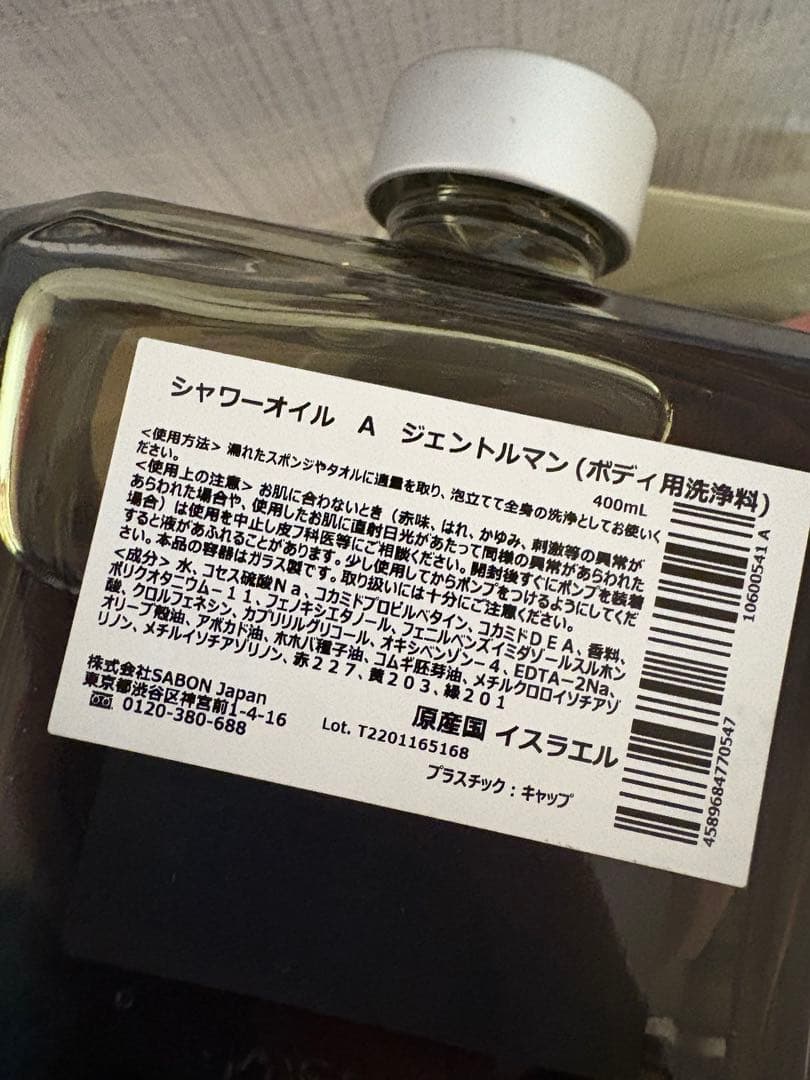 シャワーオイル A ジェントルマン(ボディ用洗浄料)
400mL
<使用方法> 濡れたスポンジやタオルに適量を取り、泡立てて全身の洗浄としてお使いく
ださい。
<使用上の注意> お肌に合わないとき(赤味、はれ、かゆみ、刺激等の異常が
あらわれた場合や、使用したお肌に直射日光があたって同様の異常があらわれた
場合)は使用を中止し皮フ科医等にご相談ください。開封後すぐにポンプを装着
すると液があふれることがあります。少し使用してからポンプをつけるようにしてくだ
さい。本品の容器はガラス製です。取り扱いには十分にご注意ください。
<成分> 水、コセス硫酸Na、コカミドプロピルベタイン、コカミドDEA、香料、
ポリクオタニウム-11、フェノキシエタノール、フェニルベンズイミダゾールスルホン
酸、クロルフェネシン、カプリリルグリコール、オキシベンゾン-4、EDTA-2Na、
オリーブ殻油、アボカド油、ホホバ種子油、コムギ胚芽油、メチルクロロイソチアゾ
リノン、メチルイソチアゾリノン、赤227、黄203、緑201
株式会社SABON Japan
東京都渋谷区神宮前1-4-16
0120-380-688
Lot. T2201165168
原産国 イスラエル
プラスチック:キャップ
10600541 A
4589684770547